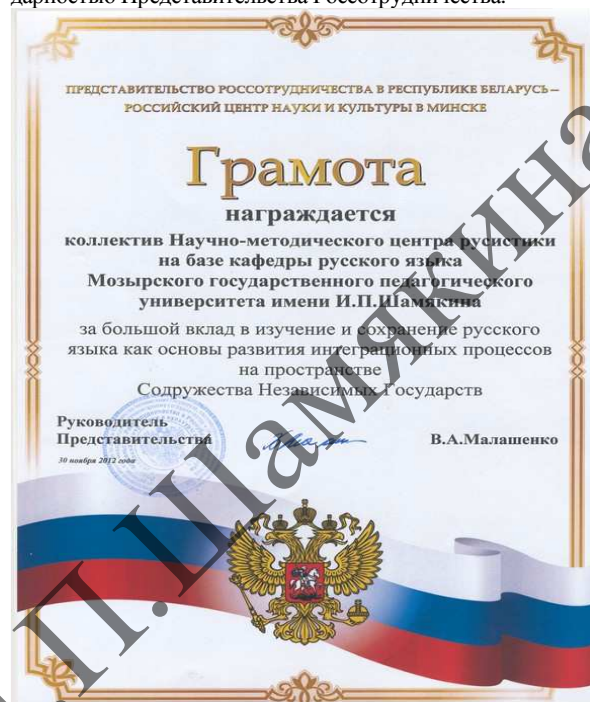 дарностью Представительства Россотрудничества.
ПРЕДСТАВИТЕЛЬСТВО РОССОТРУДНИЧЕСТВА В РЕСПУБЛИКЕ БЕЛАРУСЬ –
РОССИЙСКИЙ ЦЕНТР НАУКИ И КУЛЬТУРЫ В МИНСКЕ
Грамота
награждается
коллектив Научно-методического центра русистики
на базе кафедры русского языка
Мозырского государственного педагогического
университета имени И.П.Шамякина
за большой вклад в изучение и сохранение русского
языка как основы развития интеграционных процессов
на пространстве
Содружества Независимых Государств
Руководитель
Представительства
В.А.Малашенко
30 ноября 2012 года
П.Шамякина